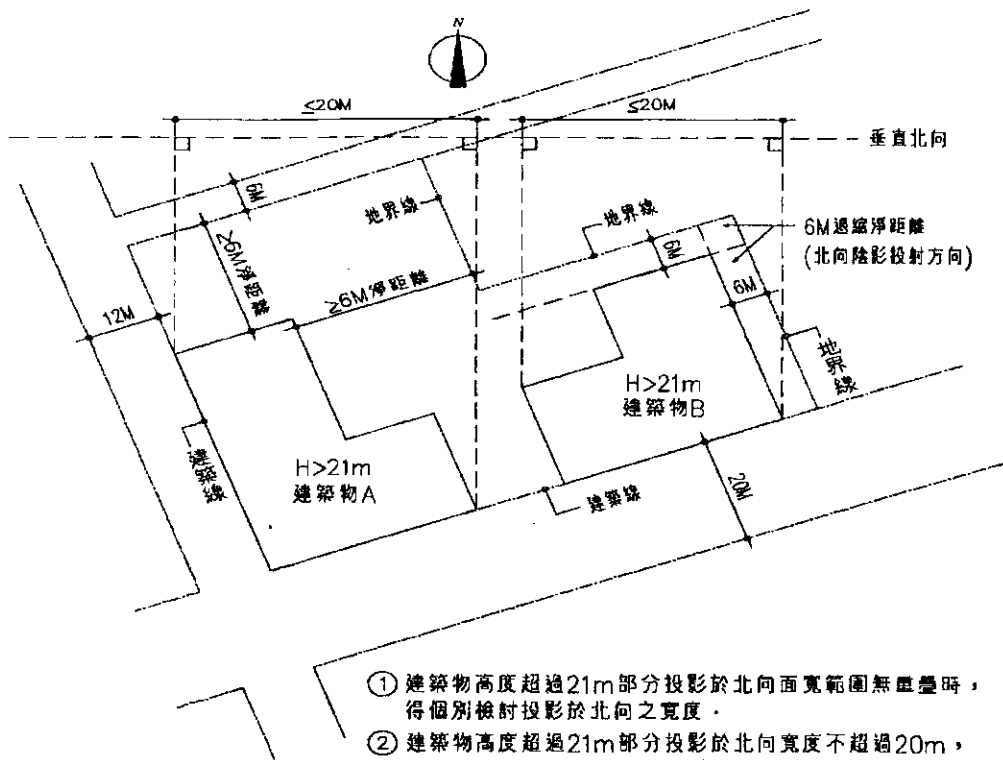 N
≤20M
≤20M
垂直北向
6M
地界線
地界線
6M退縮淨距離
(北向陰影投射方向)
≥6M淨距離
6M
≥6M淨距離
6M
12M
地界線
H>21m
建築物B
建築線
H>21m
建築物A
建築線
20M
① 建築物高度超過21m部分投影於北向面寬範圍無重疊時，
得個別檢討投影於北向之寬度．
② 建築物高度超過21m部分投影於北向寬度不超過20m，